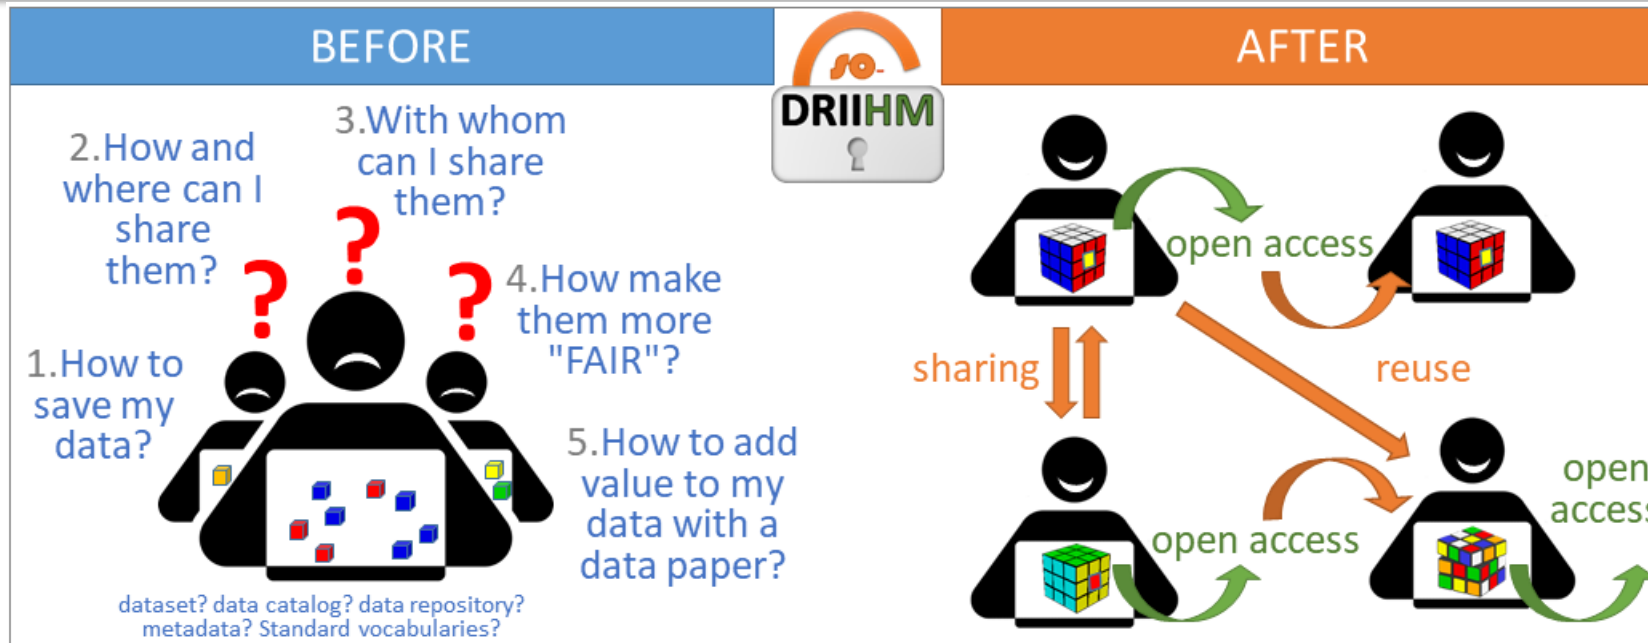 BEFORE
so-
DRIIHM
AFTER
2.How and
where can I
share
them?
3.With whom
can I share
them?
?
?
?
4.How make
them more
"FAIR"?
1.How to
save my
data?
5.How to add
value to my
data with a
data paper?
dataset? data catalog? data repository?
metadata? Standard vocabularies?
open access
sharing
reuse
open access
open
access